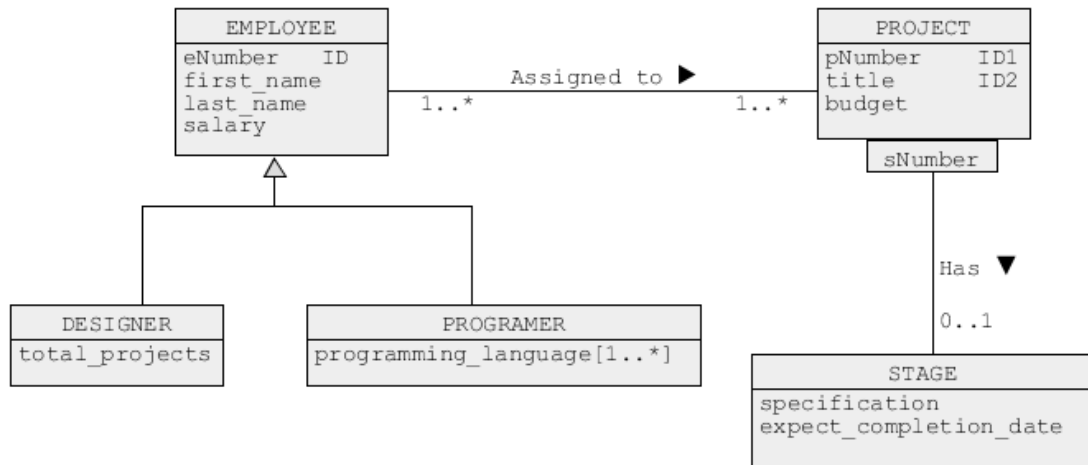 EMPLOYEE
eNumber ID
first_name
last_name
salary
Assigned to ▶
1..*
1..*
PROJECT
pNumber ID1
title ID2
budget
sNumber
Has ▼
0..1
DESIGNER
total_projects
PROGRAMER
programming_language[1..*]
STAGE
specification
expect_completion_date